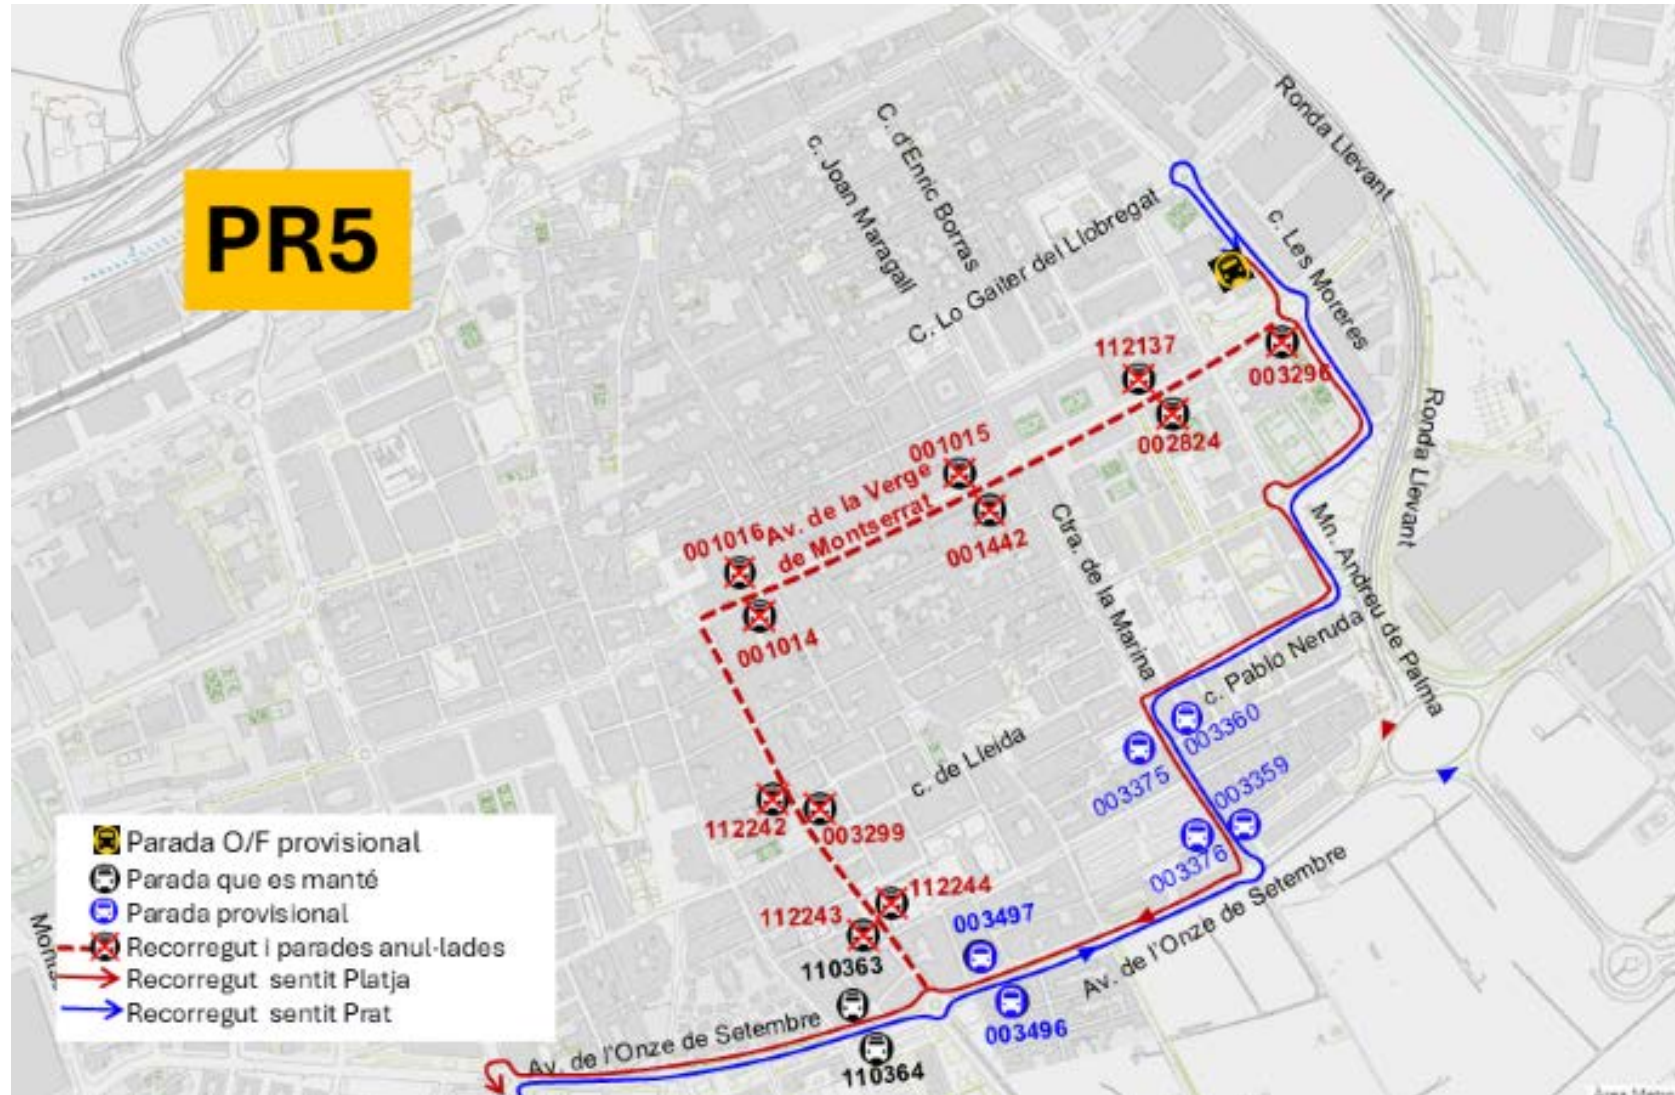 PR5
Ronda Llevant
C. d'Enric Borras
c. Joan Maragall
C. Lo Gaiter del Llobregat
c. Les Moreres
112137
003296
002824
001015
Ronda Llevant
001016
Av. de la Verge
de Montserrat
001442
001014
Ctra. de la Marina
Mn. Andreu de Palma
c. Pablo Neruda
003360
c. de Lleida
003375
003359
112242
003299
003376
112244
112243
003497
110363
Av. de l'Onze de Setembre
003496
Av. de l'Onze de Setembre
110364
Parada O/F provisional
Parada que es manté
Parada provisional
Recorregut i parades anul·lades
Recorregut sentit Platja
Recorregut sentit Prat